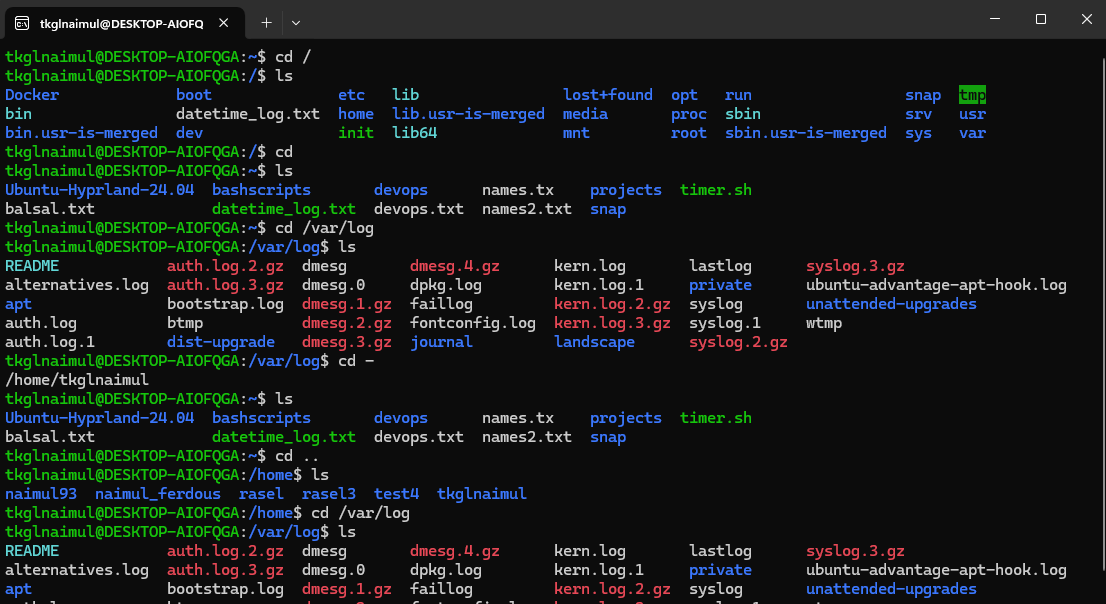 tkglnaimul@DESKTOP-AIOFQ
tkglnaimul@DESKTOP-AIOFQGA:~$ cd /
tkglnaimul@DESKTOP-AIOFQGA:/$ ls
Docker boot etc lib lost+found opt run snap tmp
bin datetime_log.txt home lib.usr-is-merged media proc sbin srv usr
bin.usr-is-merged dev init lib64 mnt root sbin.usr-is-merged sys var
tkglnaimul@DESKTOP-AIOFQGA:/$ cd
tkglnaimul@DESKTOP-AIOFQGA:~$ ls
Ubuntu-Hyprland-24.04 bashscripts devops names.tx projects timer.sh
balsal.txt datetime_log.txt devops.txt names2.txt snap
tkglnaimul@DESKTOP-AIOFQGA:~$ cd /var/log
tkglnaimul@DESKTOP-AIOFQGA:/var/log$ ls
README auth.log.2.gz dmesg dmesg.4.gz kern.log lastlog syslog.3.gz
alternatives.log auth.log.3.gz dmesg.0 dpkg.log kern.log.1 private ubuntu-advantage-apt-hook.log
apt bootstrap.log dmesg.1.gz faillog kern.log.2.gz syslog unattended-upgrades
auth.log btmp dmesg.2.gz fontconfig.log kern.log.3.gz syslog.1 wtmp
auth.log.1 dist-upgrade dmesg.3.gz journal landscape syslog.2.gz
tkglnaimul@DESKTOP-AIOFQGA:/var/log$ cd -
/home/tkglnaimul
tkglnaimul@DESKTOP-AIOFQGA:~$ ls
Ubuntu-Hyprland-24.04 bashscripts devops names.tx projects timer.sh
balsal.txt datetime_log.txt devops.txt names2.txt snap
tkglnaimul@DESKTOP-AIOFQGA:~$ cd ..
tkglnaimul@DESKTOP-AIOFQGA:/home$ ls
naimul93 naimul_ferdous rasel rasel3 test4 tkglnaimul
tkglnaimul@DESKTOP-AIOFQGA:/home$ cd /var/log
tkglnaimul@DESKTOP-AIOFQGA:/var/log$ ls
README auth.log.2.gz dmesg dmesg.4.gz kern.log lastlog syslog.3.gz
alternatives.log auth.log.3.gz dmesg.0 dpkg.log kern.log.1 private ubuntu-advantage-apt-hook.log
apt bootstrap.log dmesg.1.gz faillog kern.log.2.gz syslog unattended-upgrades